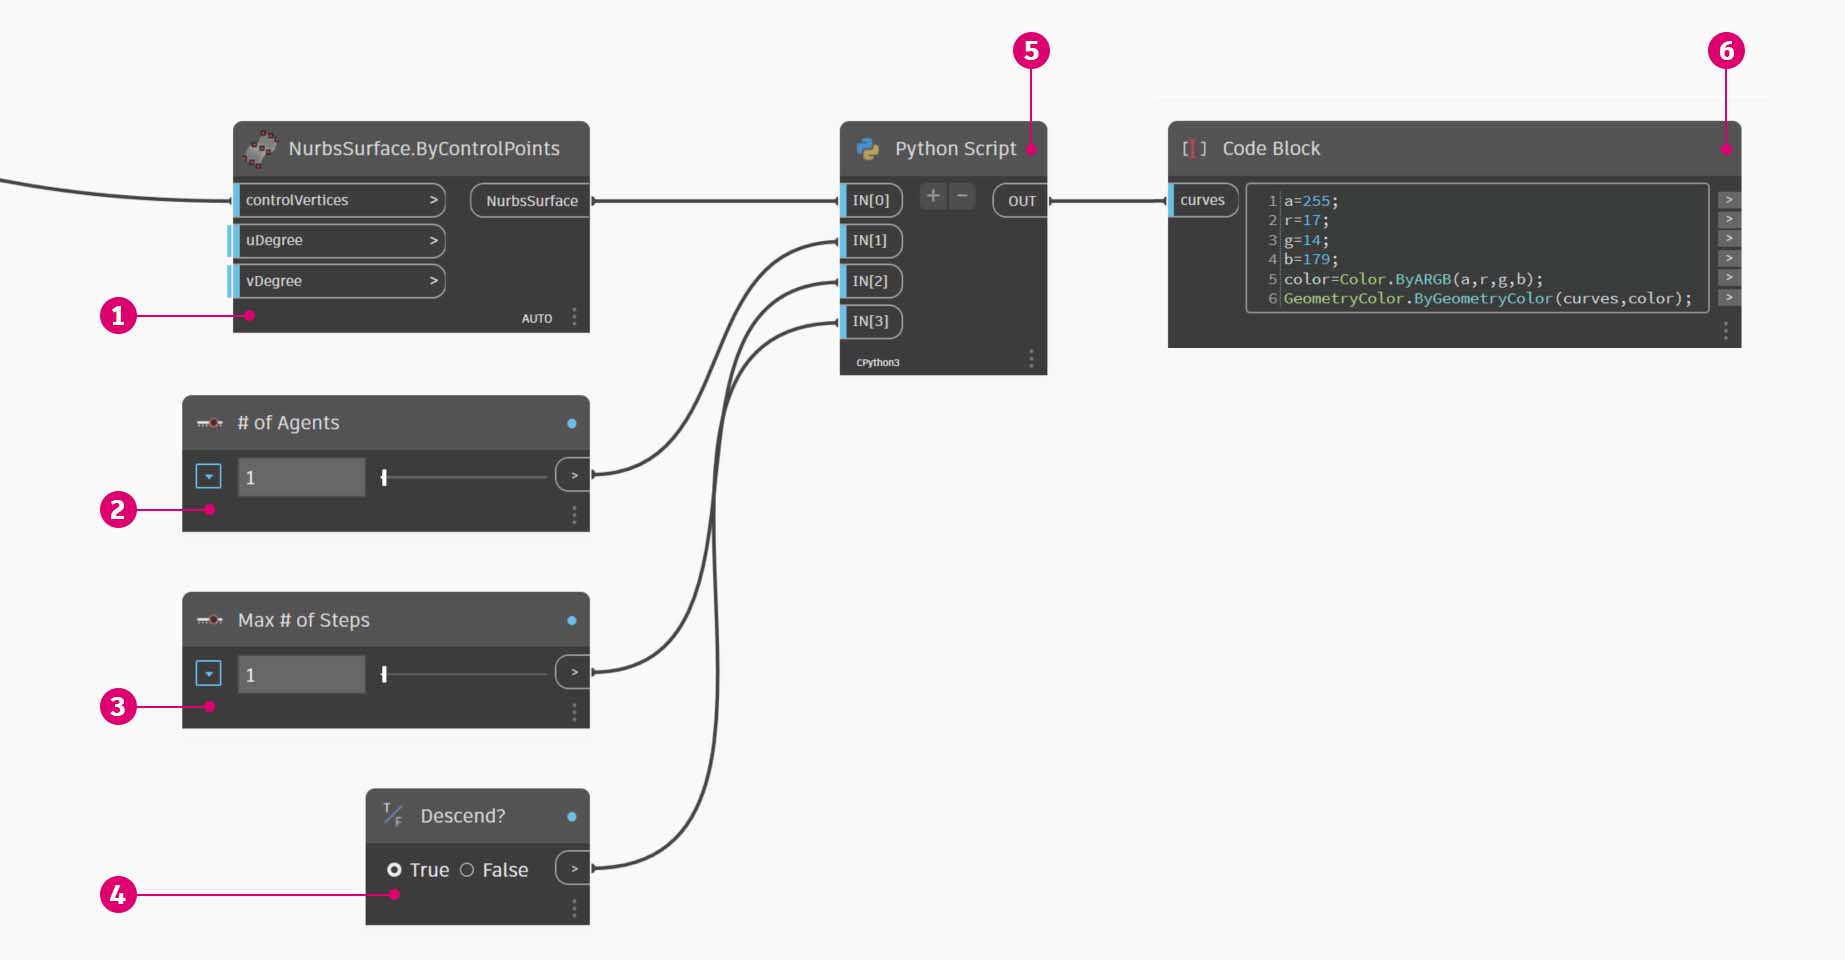 5
6
NurbsSurface.ByControlPoints
controlVertices >
NurbsSurface
uDegree >
vDegree >
AUTO
1
Python Script
IN[0] + - OUT
IN[1]
IN[2]
IN[3]
CPython3
[I] Code Block
curves
1 a=255; >
2 r=17; >
3 g=14; >
4 b=179; >
5 color=Color.ByARGB(a,r,g,b); >
6 GeometryColor.ByGeometryColor(curves,color); >
# of Agents
1 >
2
Max # of Steps
1 >
3
T/F Descend?
True False >
4